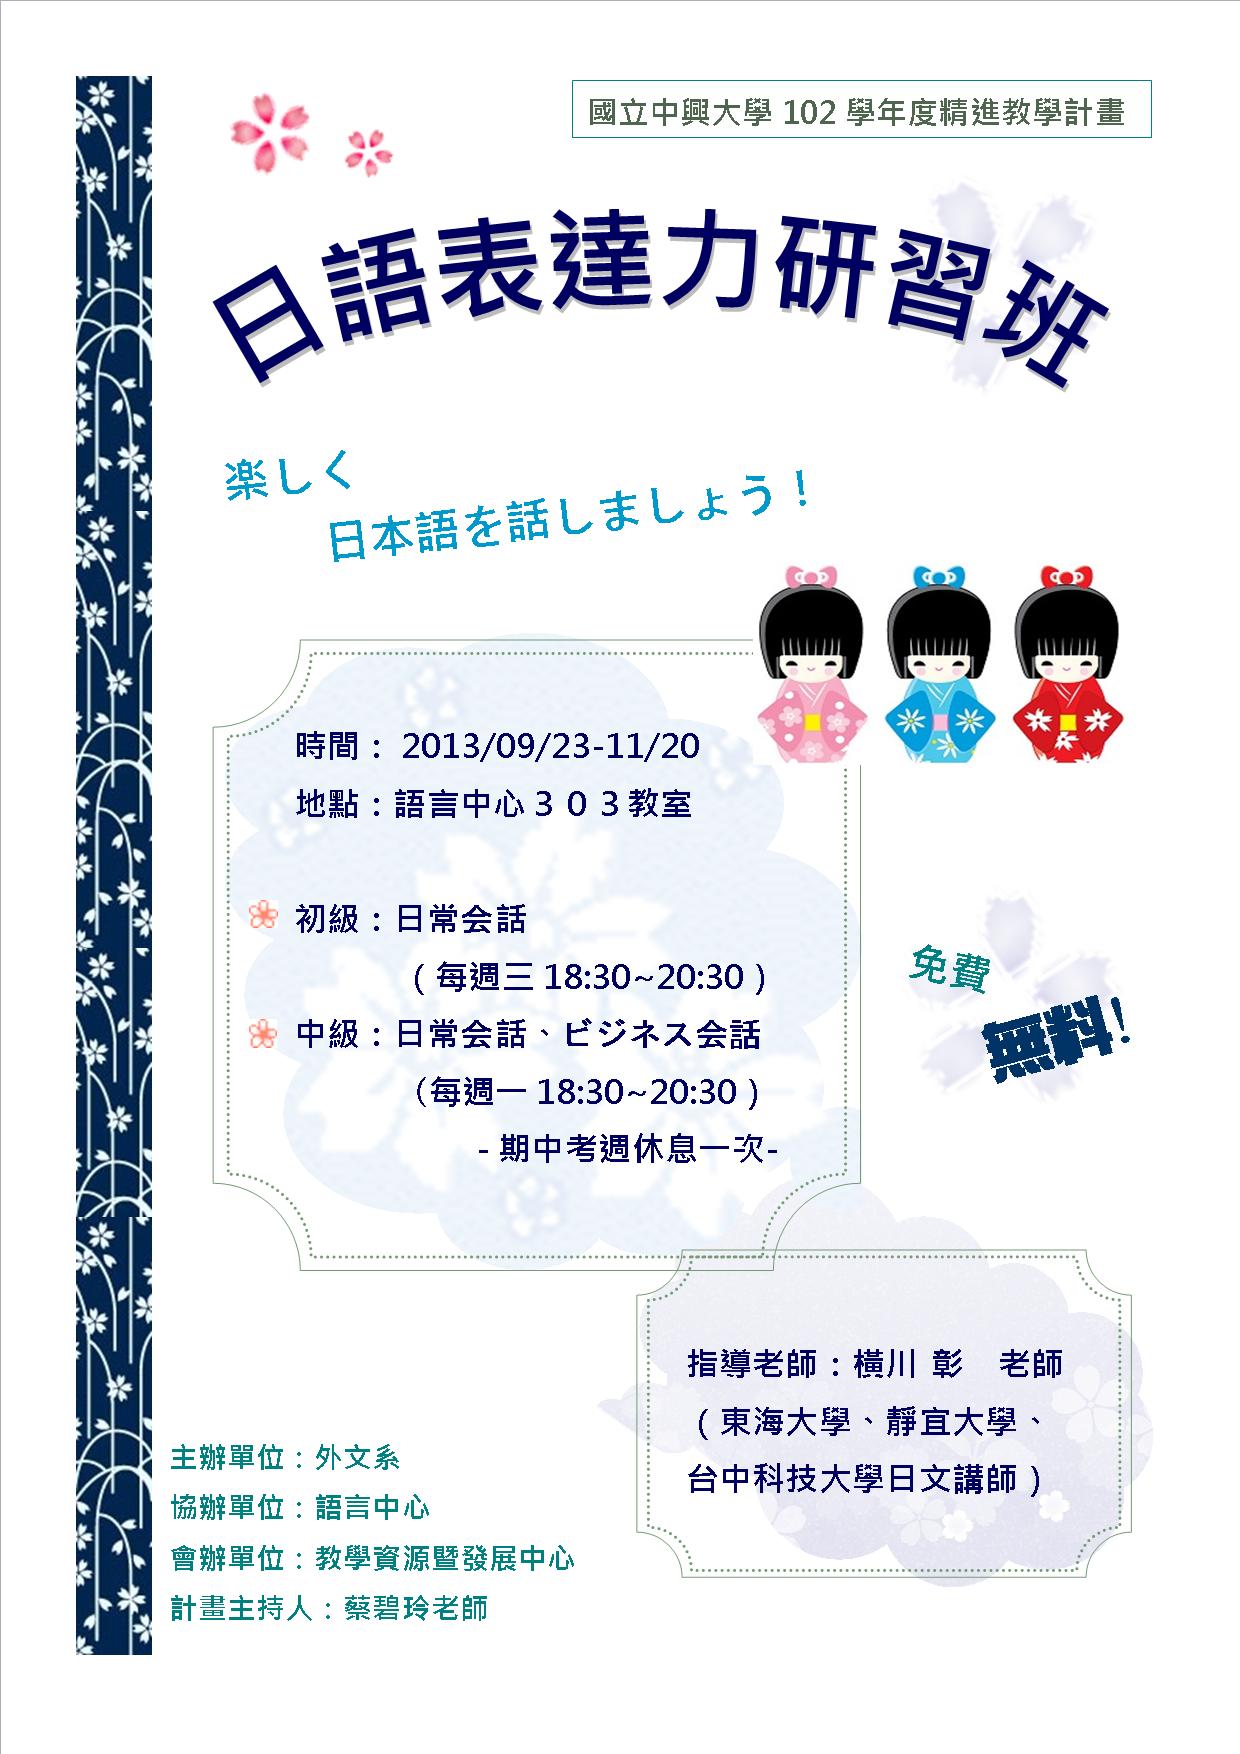 國立中興大學 102 學年度精進教學計畫
日語表達力研習班
楽しく
日本語を話しましょう！
時間： 2013/09/23-11/20
地點：語言中心３０３教室
初級：日常会話
（每週三 18:30~20:30）
中級：日常会話、ビジネス会話
（每週一 18:30~20:30）
- 期中考週休息一次-
免費
無料!
指導老師：橫川 彰　老師
（東海大學、靜宜大學、
台中科技大學日文講師）
主辦單位：外文系
協辦單位：語言中心
會辦單位：教學資源暨發展中心
計畫主持人：蔡碧玲老師